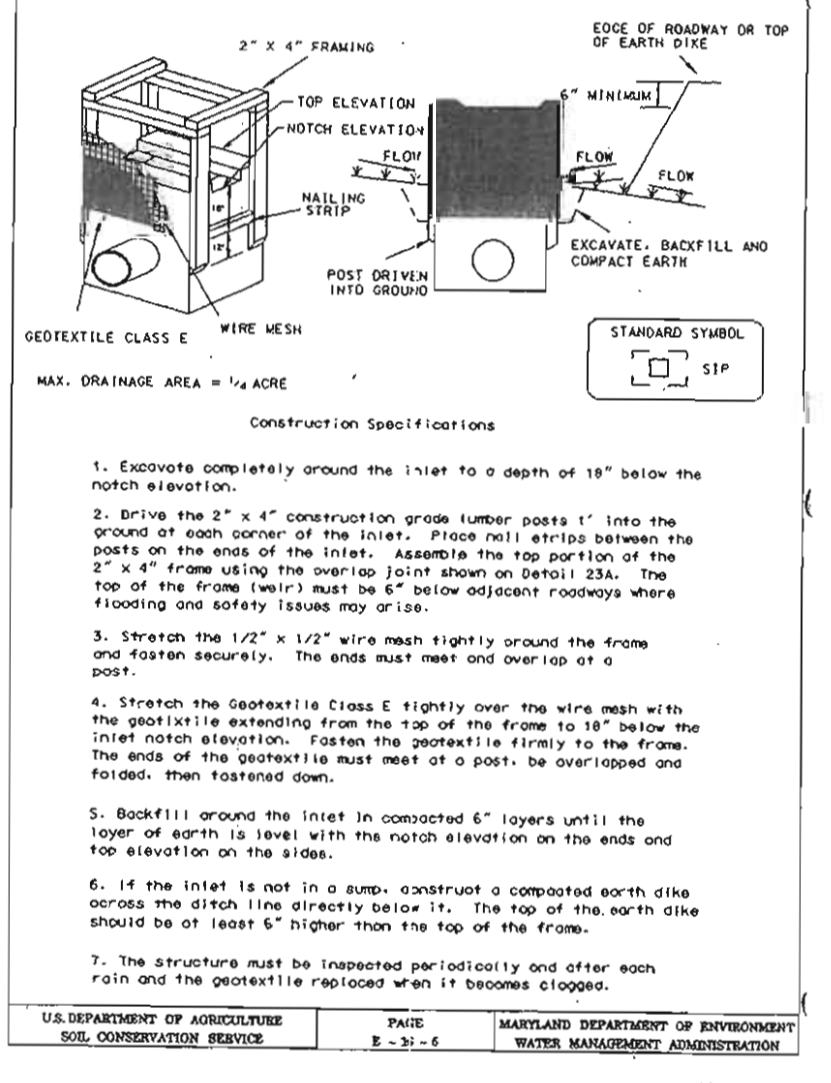 EDGE OF ROADWAY OR TOP
OF EARTH DIKE
2" X 4" FRAMING
6" MINIMUM
TOP ELEVATION
NOTCH ELEVATION
FLOW
FLOW
FLOW
NAILING
STRIP
18"
12"
EXCAVATE, BACKFILL AND
COMPACT EARTH
POST DRIVEN
INTO GROUND
GEOTEXTILE CLASS E
WIRE MESH
STANDARD SYMBOL
SIP
MAX. DRAINAGE AREA = 1/4 ACRE
Construction Specifications
1. Excavate completely around the inlet to a depth of 18" below the
notch elevation.
2. Drive the 2" x 4" construction grade lumber posts 1' into the
ground at each corner of the inlet. Place nail strips between the
posts on the ends of the inlet. Assemble the top portion of the
2" x 4" frame using the overlap joint shown on Detail 23A. The
top of the frame (weir) must be 6" below adjacent roadways where
flooding and safety issues may arise.
3. Stretch the 1/2" x 1/2" wire mesh tightly around the frame
and fasten securely. The ends must meet and overlap at a
post.
4. Stretch the Geotextile Class E tightly over the wire mesh with
the geotixtile extending from the top of the frame to 18" below the
inlet notch elevation. Fasten the geotextile firmly to the frame.
The ends of the geotextile must meet at a post, be overlapped and
folded, then fastened down.
5. Backfill around the inlet in compacted 6" layers until the
layer of earth is level with the notch elevation on the ends and
top elevation on the sides.
6. If the inlet is not in a sump, construct a compacted earth dike
across the ditch line directly below it. The top of the earth dike
should be at least 6" higher than the top of the frame.
7. The structure must be inspected periodically and after each
rain and the geotextile replaced when it becomes clogged.
U.S. DEPARTMENT OF AGRICULTURE
SOIL CONSERVATION SERVICE
PAGE
MARYLAND DEPARTMENT OF ENVIRONMENT
WATER MANAGEMENT ADMINISTRATION